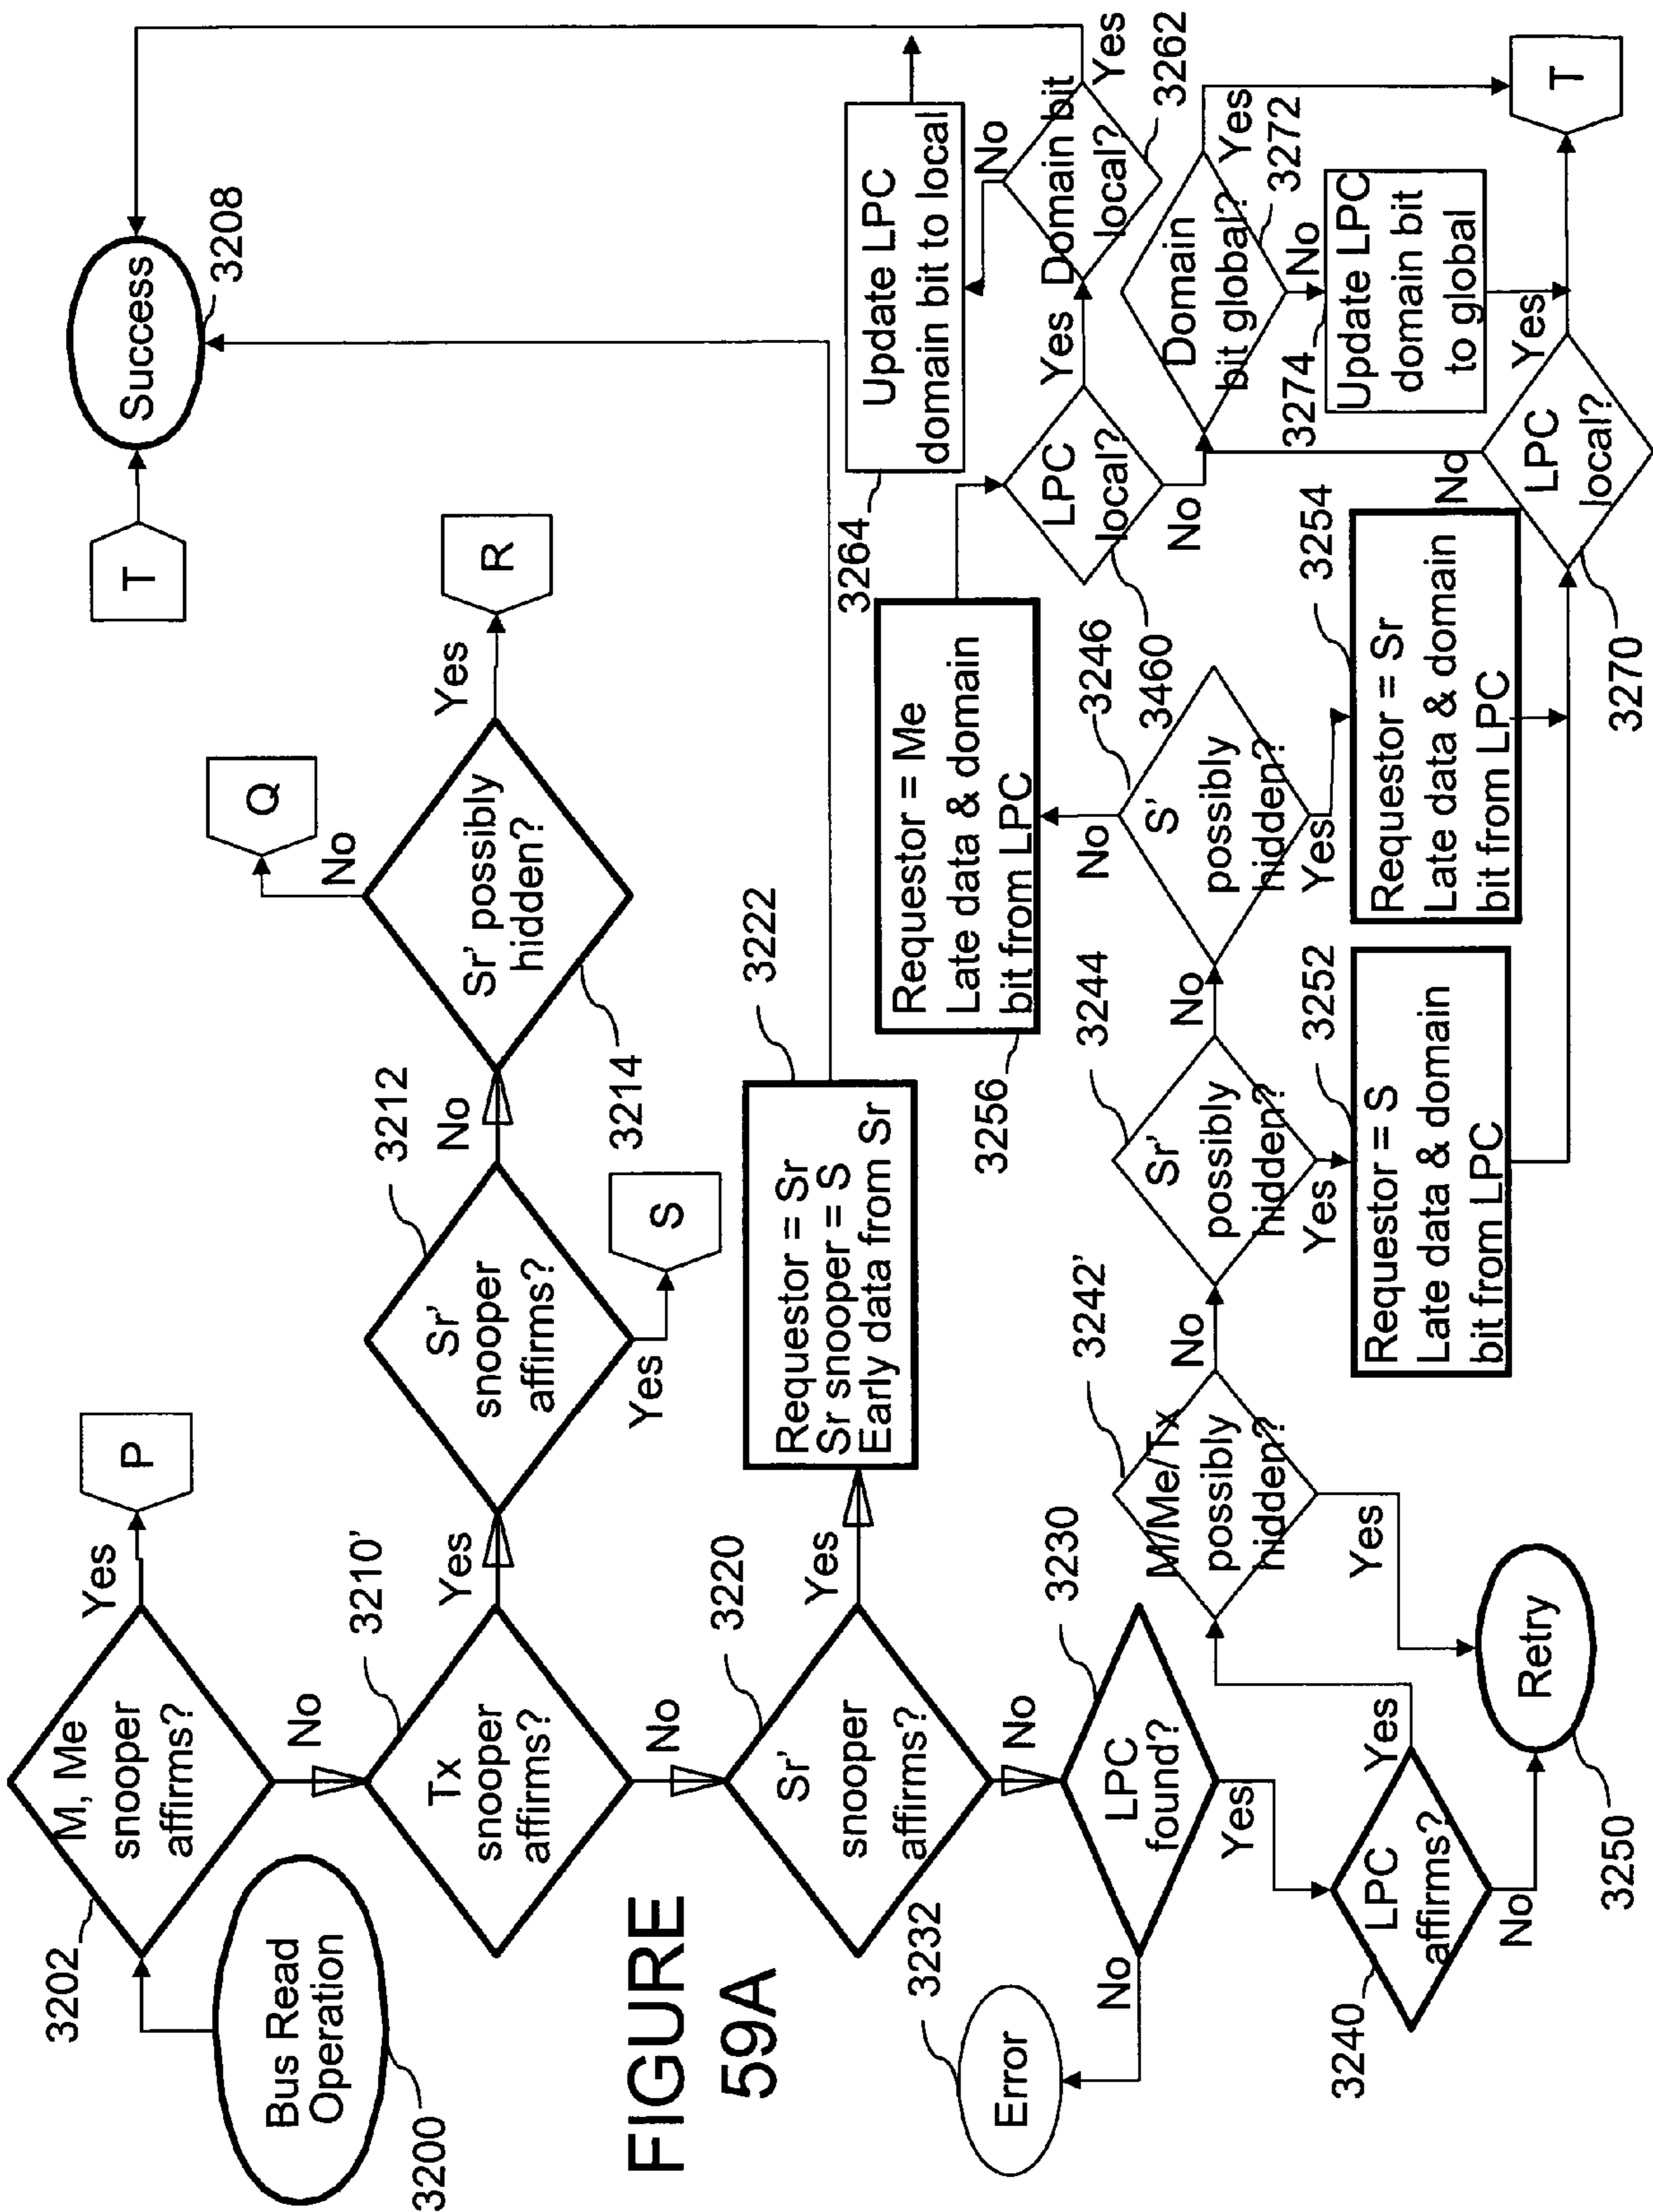 FIGURE
59A
Bus Read
Operation
3200
3202
M, Me
snooper
affirms?
Yes
P
No
3210'
Tx
snooper
affirms?
Yes
3212
Sr'
snooper
affirms?
No
Yes
S
3214
Sr' possibly
hidden?
No
Q
Yes
R
T
Success
3208
No
3220
Sr'
snooper
affirms?
Yes
3222
Requestor = Sr
Sr snooper = S
Early data from Sr
No
3230
LPC
found?
No
3232
Error
Yes
3240
LPC
affirms?
No
3250
Retry
Yes
3242'
M/Me/Tx
possibly
hidden?
Yes
No
3244
Sr'
possibly
hidden?
Yes
3252
Requestor = S
Late data & domain
bit from LPC
No
3246
S'
possibly
hidden?
Yes
3254
Requestor = Sr
Late data & domain
bit from LPC
No
3256
Requestor = Me
Late data & domain
bit from LPC
3460
LPC
local?
Yes
No
Domain bit
local?
3262
Yes
No
3264
Update LPC
domain bit to local
3270
LPC
local?
No
Yes
Domain
bit global?
3272
Yes
No
3274
Update LPC
domain bit
to global
T